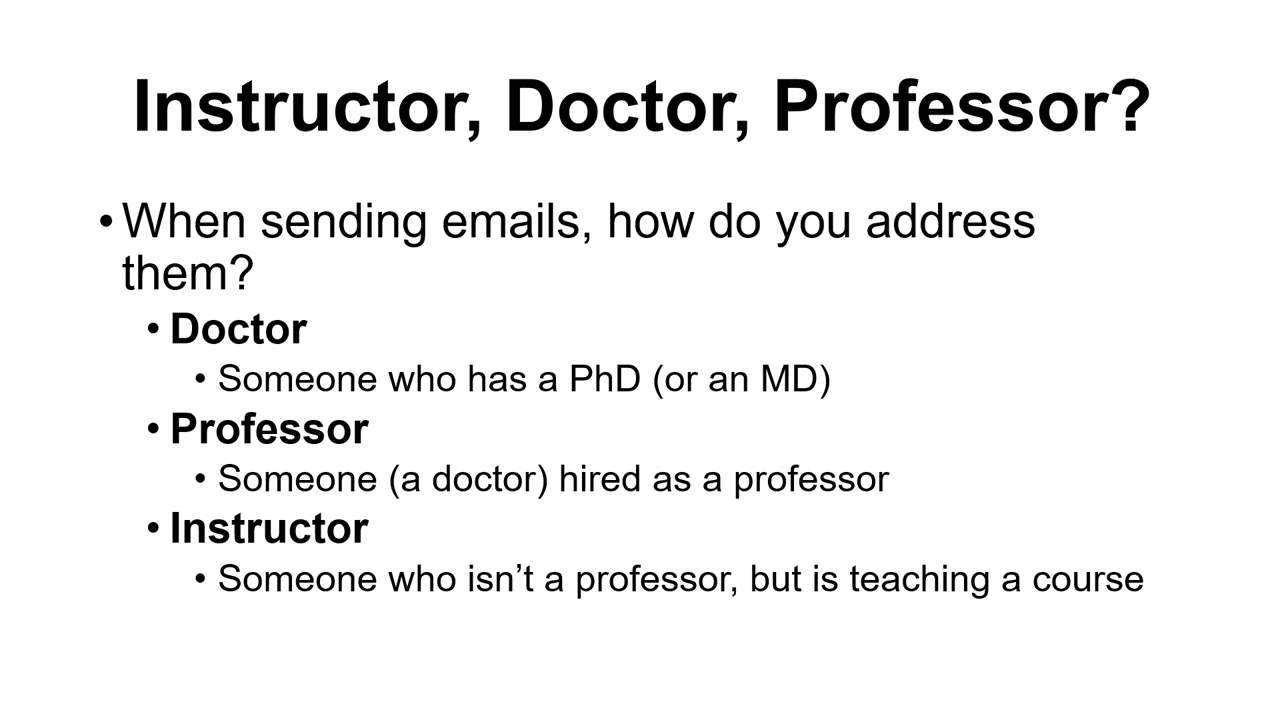 Instructor, Doctor, Professor?
• When sending emails, how do you address
them?
• Doctor
• Someone who has a PhD (or an MD)
• Professor
• Someone (a doctor) hired as a professor
• Instructor
• Someone who isn’t a professor, but is teaching a course